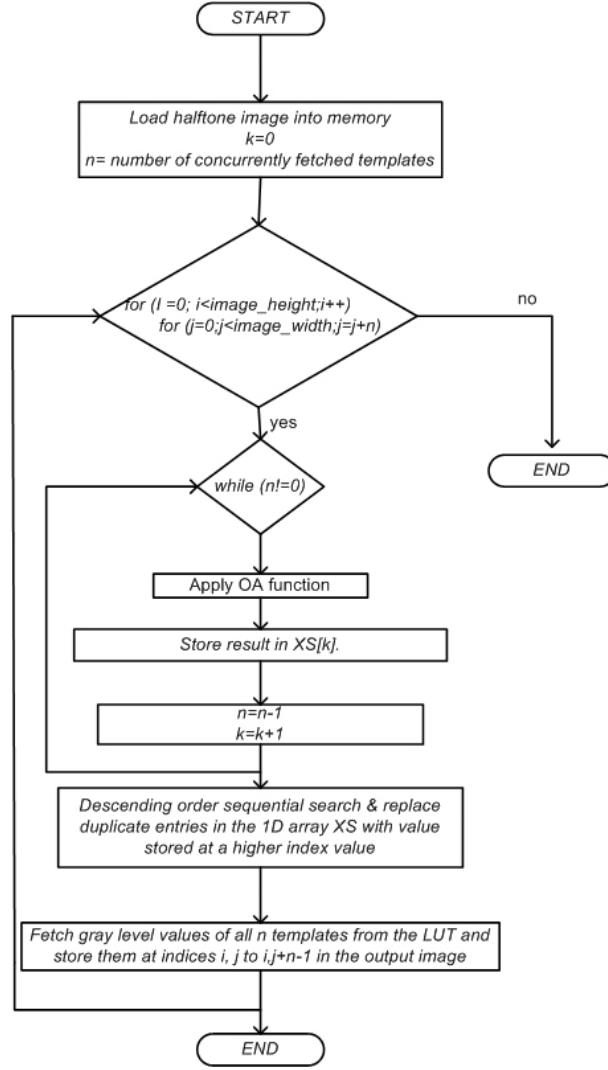 START
Load halftone image into memory
k=0
n= number of concurrently fetched templates
for (I =0; i<image_height;i++)
for (j=0;j<image_width;j=j+n)
no
yes
END
while (n!=0)
Apply OA function
Store result in XS[k].
n=n-1
k=k+1
Descending order sequential search & replace
duplicate entries in the 1D array XS with value
stored at a higher index value
Fetch gray level values of all n templates from the LUT and
store them at indices i, j to i,j+n-1 in the output image
END